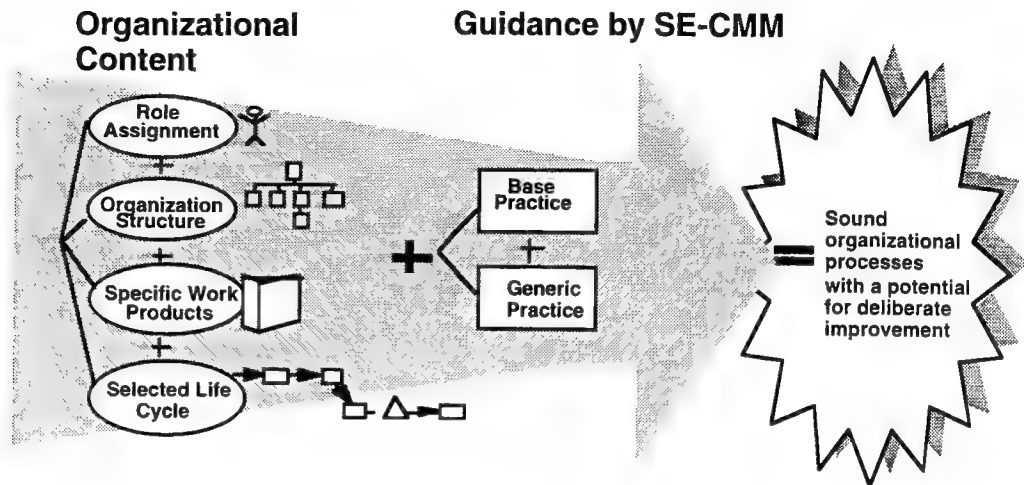 Organizational
Content
Guidance by SE-CMM
Role
Assignment
+
Organization
Structure
+
Specific Work
Products
+
Selected Life
Cycle
+
Base
Practice
+
Generic
Practice
=
Sound
organizational
processes
with a potential
for deliberate
improvement